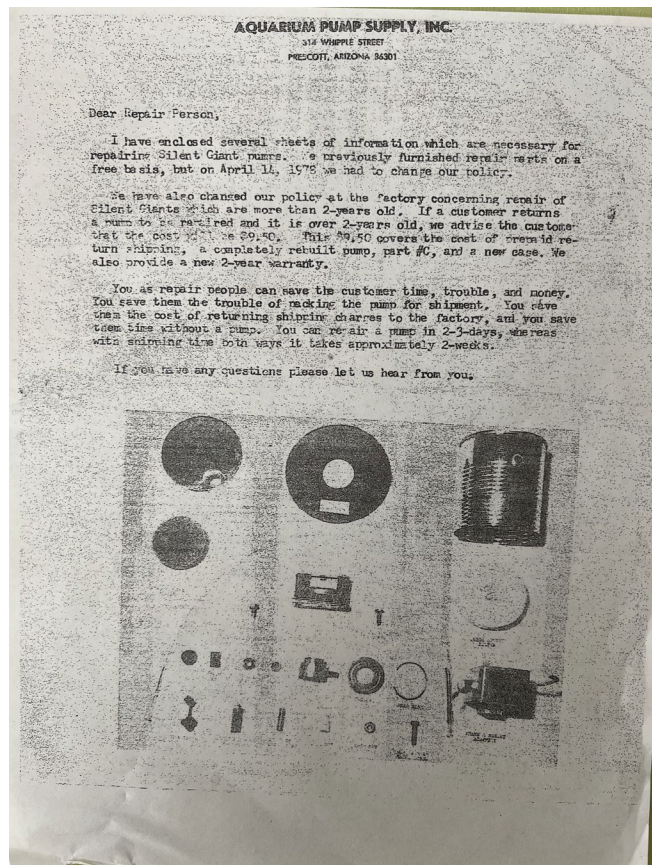 AQUARIUM PUMP SUPPLY, INC.
314 WHIPPLE STREET
PRESCOTT, ARIZONA 86301
Dear Repair Person,
I have enclosed several sheets of information which are necessary for
repairing Silent Giant pumps. We previously furnished repair parts on a
free basis, but on April 14, 1978 we had to change our policy.
We have also changed our policy at the factory concerning repair of
Silent Giants which are more than 2-years old. If a customer returns
a pump to be repaired and it is over 2-years old, we advise the custome
that the cost will be $9.50. This $9.50 covers the cost of prepaid re-
turn shipping, a completely rebuilt pump, part #C, and a new case. We
also provide a new 2-year warranty.
You as repair people can save the customer time, trouble, and money.
You save them the trouble of packing the pump for shipment. You save
them the cost of returning shipping charges to the factory, and you save
them time without a pump. You can repair a pump in 2-3-days, whereas
with shipping time both ways it takes approximately 2-weeks.
If you have any questions please let us hear from you.